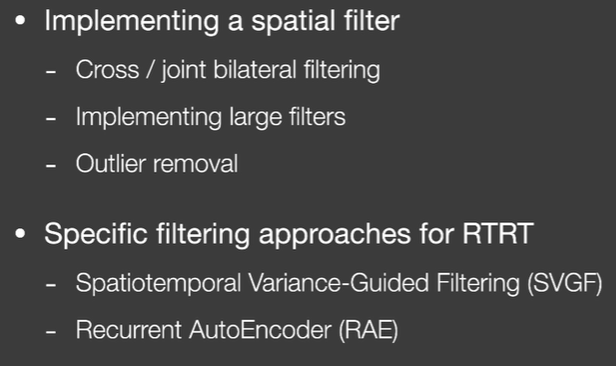 • Implementing a spatial filter
- Cross / joint bilateral filtering
- Implementing large filters
- Outlier removal
• Specific filtering approaches for RTRT
- Spatiotemporal Variance-Guided Filtering (SVGF)
- Recurrent AutoEncoder (RAE)